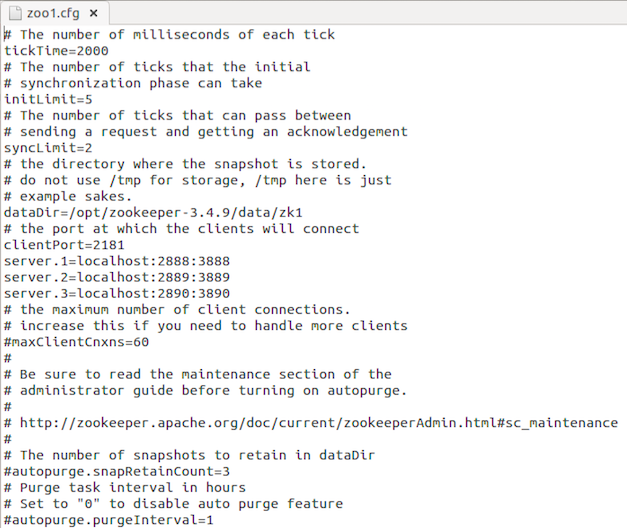 zoo1.cfg ×
# The number of milliseconds of each tick
tickTime=2000
# The number of ticks that the initial
# synchronization phase can take
initLimit=5
# The number of ticks that can pass between
# sending a request and getting an acknowledgement
syncLimit=2
# the directory where the snapshot is stored.
# do not use /tmp for storage, /tmp here is just
# example sakes.
dataDir=/opt/zookeeper-3.4.9/data/zk1
# the port at which the clients will connect
clientPort=2181
server.1=localhost:2888:3888
server.2=localhost:2889:3889
server.3=localhost:2890:3890
# the maximum number of client connections.
# increase this if you need to handle more clients
#maxClientCnxns=60
#
# Be sure to read the maintenance section of the
# administrator guide before turning on autopurge.
#
# http://zookeeper.apache.org/doc/current/zookeeperAdmin.html#sc_maintenance
#
# The number of snapshots to retain in dataDir
#autopurge.snapRetainCount=3
# Purge task interval in hours
# Set to "0" to disable auto purge feature
#autopurge.purgeInterval=1